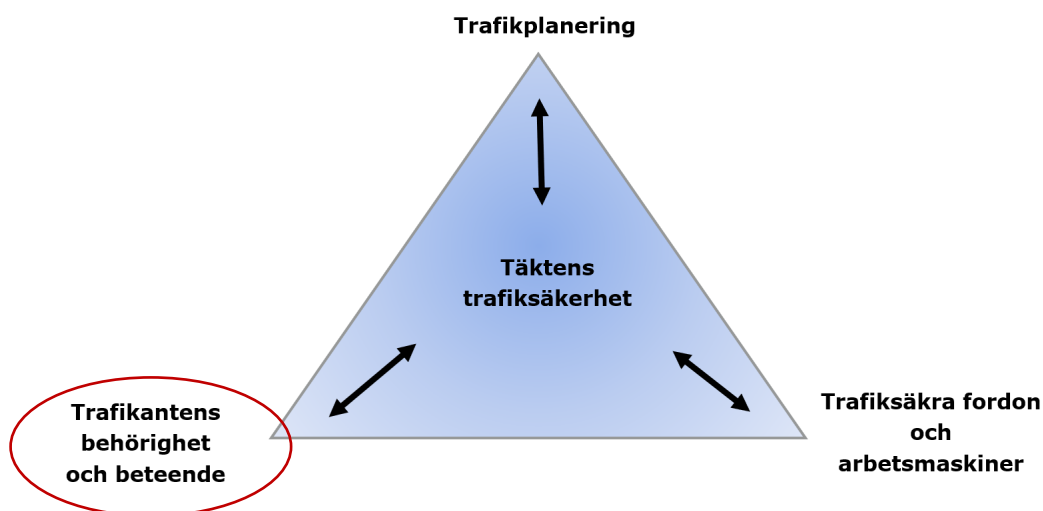 Trafikplanering
Täktens
trafiksäkerhet
Trafikantens
behörighet
och beteende
Trafiksäkra fordon
och
arbetsmaskiner